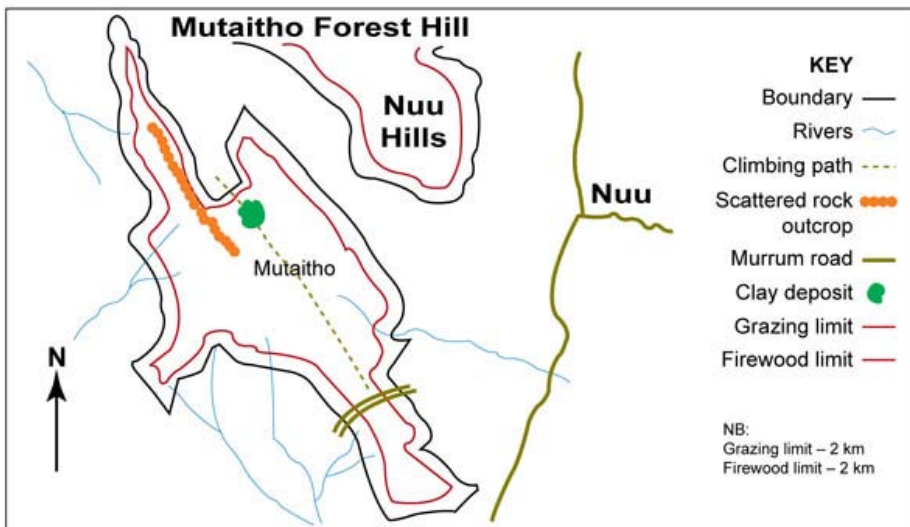 Mutaitho Forest Hill
Nuu
Hills
Nuu
Mutaitho
N
KEY
Boundary
Rivers
Climbing path
Scattered rock
outcrop
Murrum road
Clay deposit
Grazing limit
Firewood limit
NB:
Grazing limit – 2 km
Firewood limit – 2 km